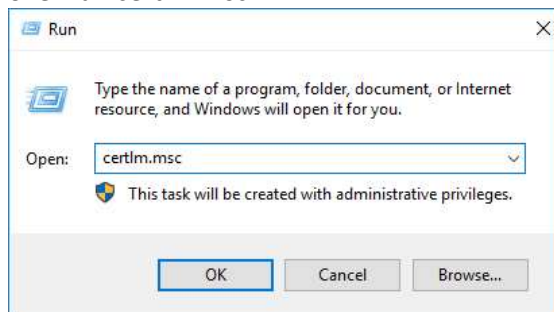 Run
Type the name of a program, folder, document, or Internet
resource, and Windows will open it for you.
Open: certlm.msc
This task will be created with administrative privileges.
OK Cancel Browse...